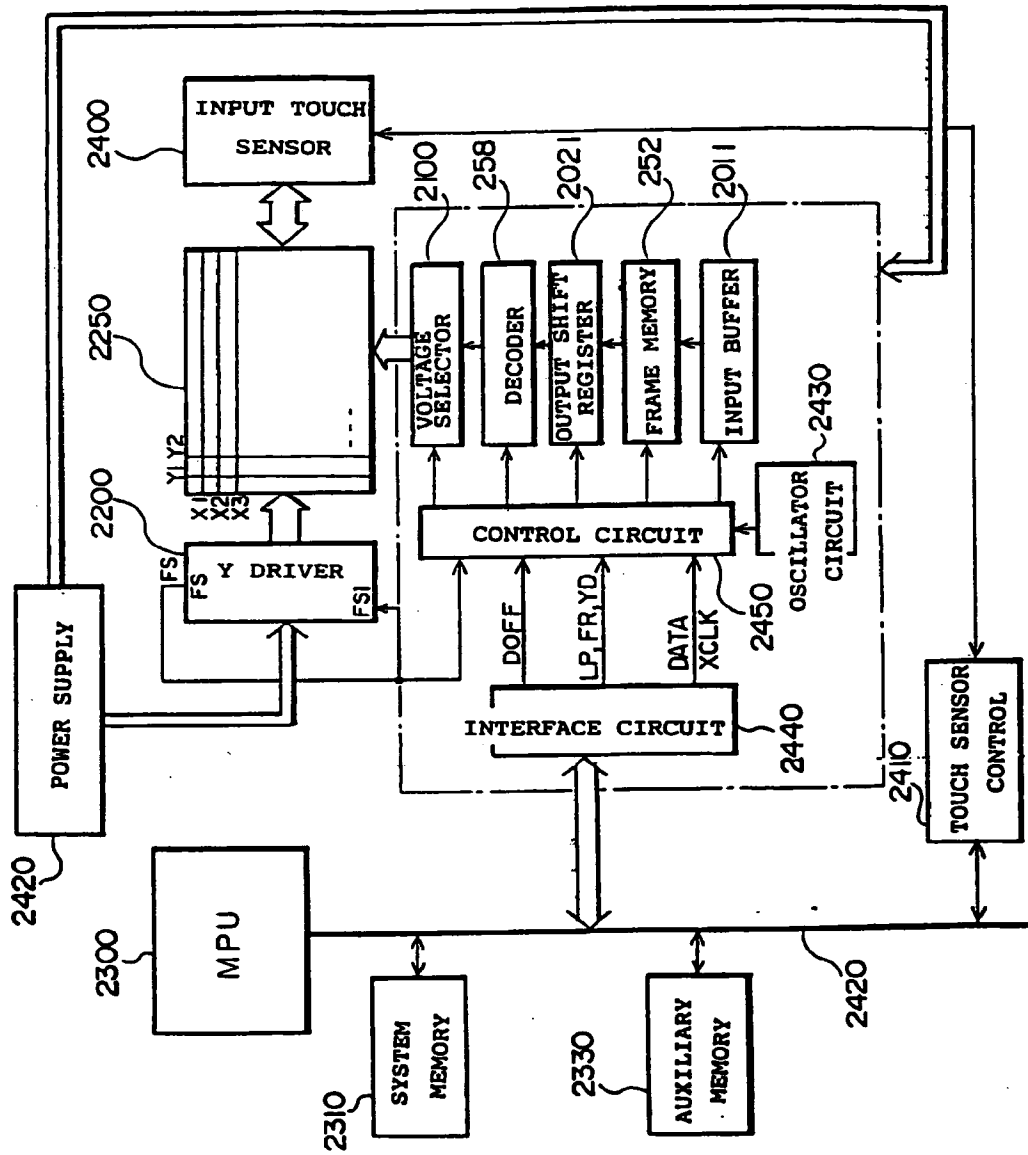 2420
POWER SUPPLY
2200
FS
FS
Y DRIVER
FSI
2250
Y1 Y2
X1
X2
X3
2400
INPUT TOUCH
SENSOR
2300
MPU
2310
SYSTEM
MEMORY
2330
AUXILIARY
MEMORY
2420
INTERFACE CIRCUIT
2440
DOFF
LP,FR,YD
DATA
XCLK
CONTROL CIRCUIT
2450
OSCILLATOR
CIRCUIT
2430
VOLTAGE
SELECTOR
2100
DECODER
258
OUTPUT SHIFT
REGISTER
2021
FRAME MEMORY
252
INPUT BUFFER
2011
2410
TOUCH SENSOR
CONTROL